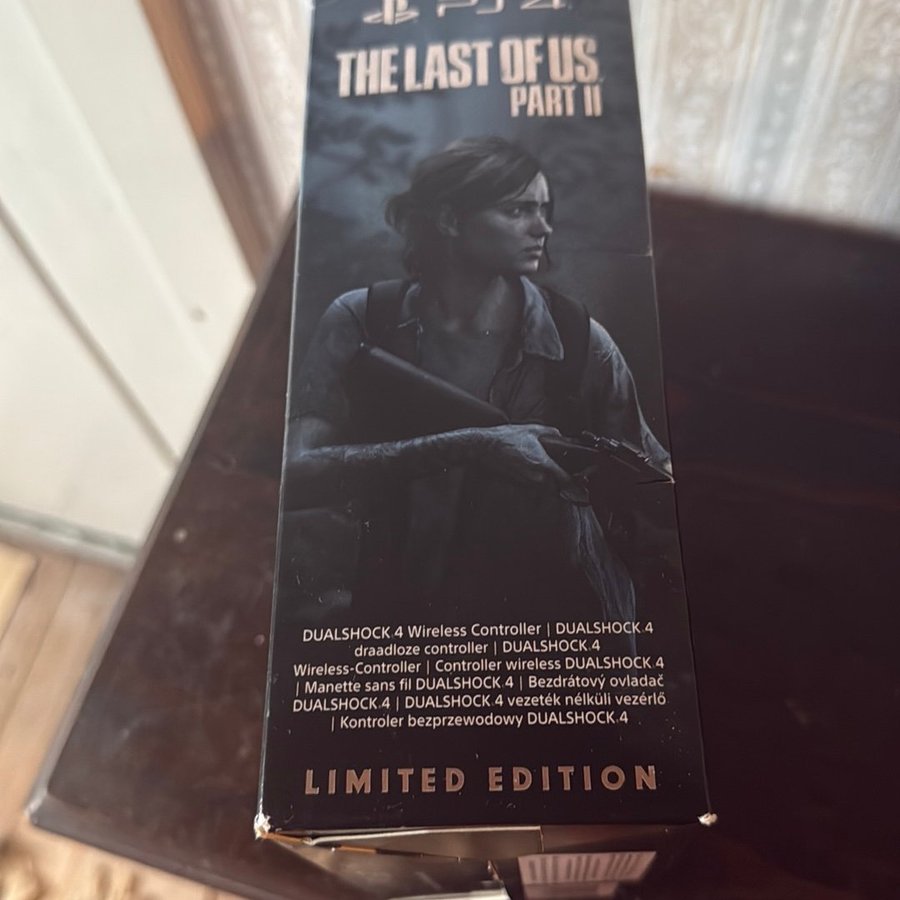 PS4
THE LAST OF US
PART II
DUALSHOCK 4 Wireless Controller | DUALSHOCK 4
draadloze controller | DUALSHOCK 4
Wireless-Controller | Controller wireless DUALSHOCK 4
| Manette sans fil DUALSHOCK 4 | Bezdrátový ovladač
DUALSHOCK 4 | DUALSHOCK 4 vezeték nélküli vezérlő
| Kontroler bezprzewodowy DUALSHOCK 4
LIMITED EDITION